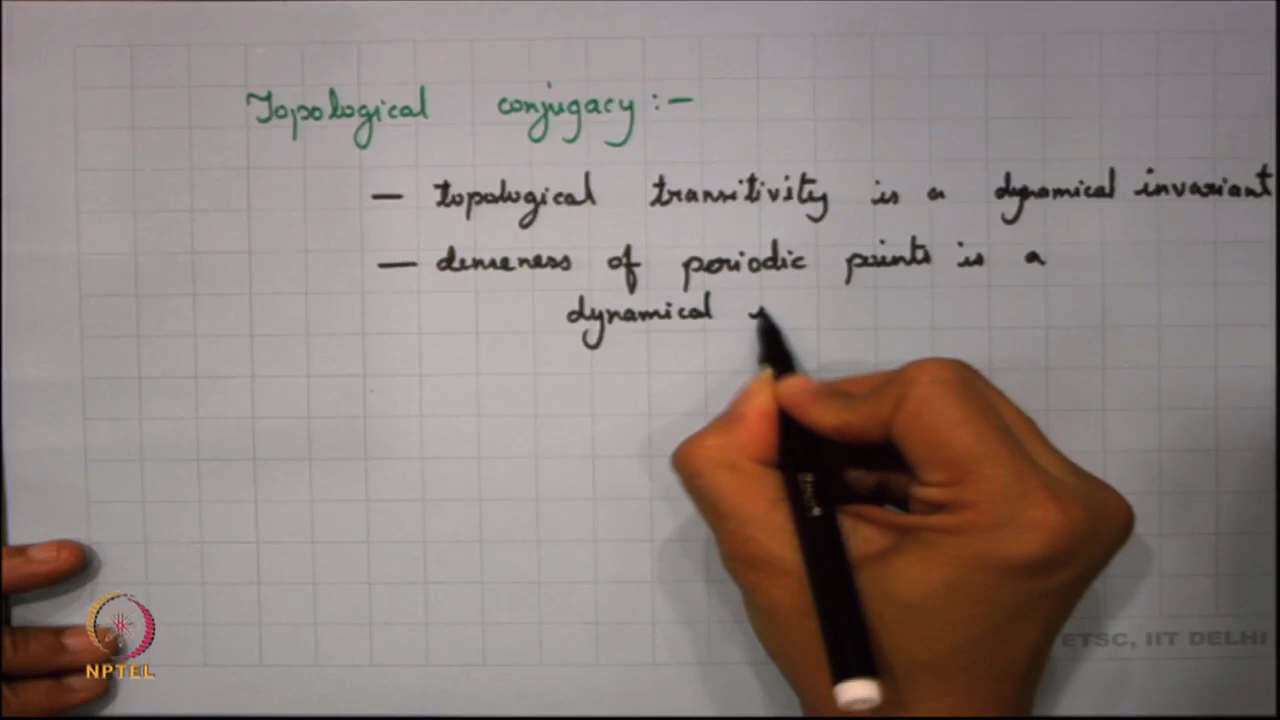 Topological conjugacy :-
— topological transitivity is a dynamical invariant
— denseness of periodic points is a
dynamical
NPTEL
ETSC, IIT DELHI